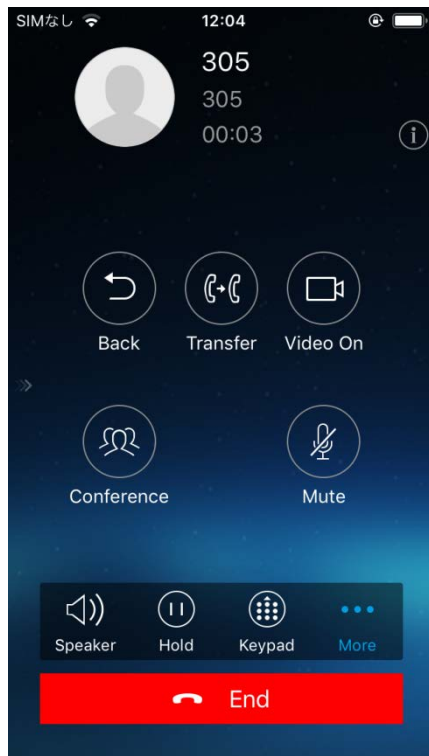 SIMなし 12:04
305
305
00:03
Back Transfer Video On
Conference Mute
Speaker Hold Keypad More
End